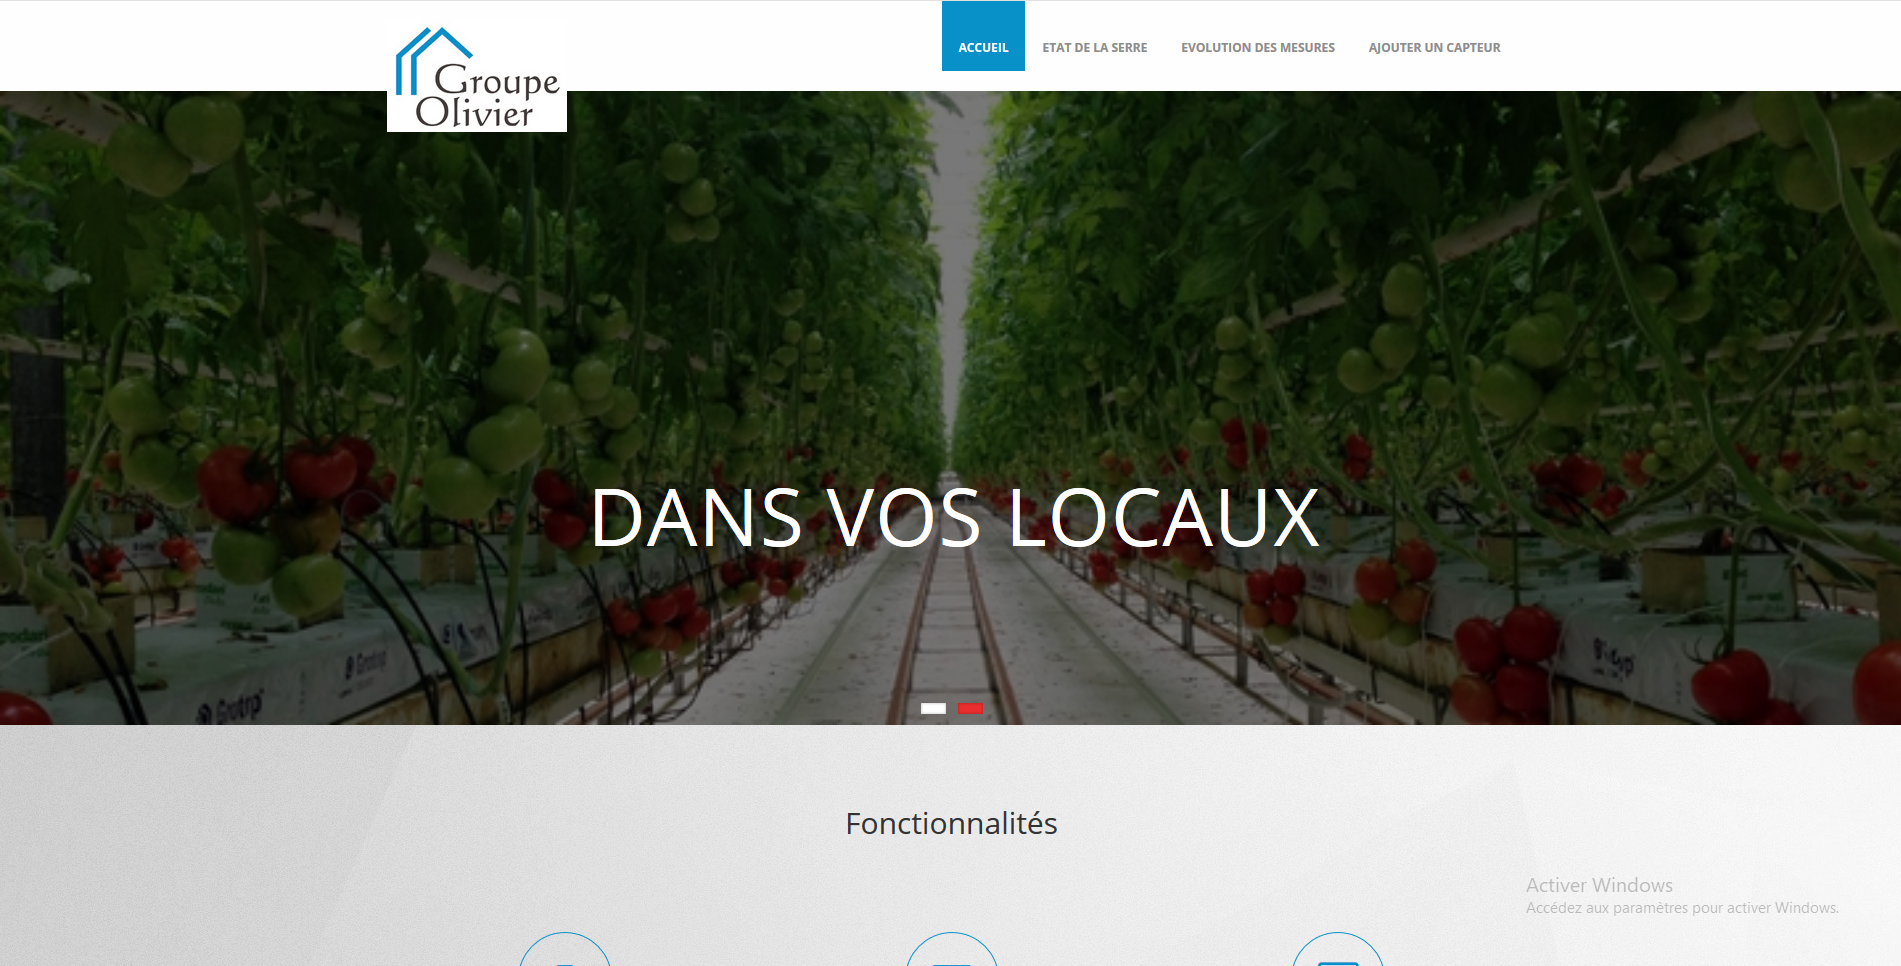 Groupe
Olivier
ACCUEIL
ETAT DE LA SERRE
EVOLUTION DES MESURES
AJOUTER UN CAPTEUR
DANS VOS LOCAUX
Grotop
Fonctionnalités
Activer Windows
Accédez aux paramètres pour activer Windows.